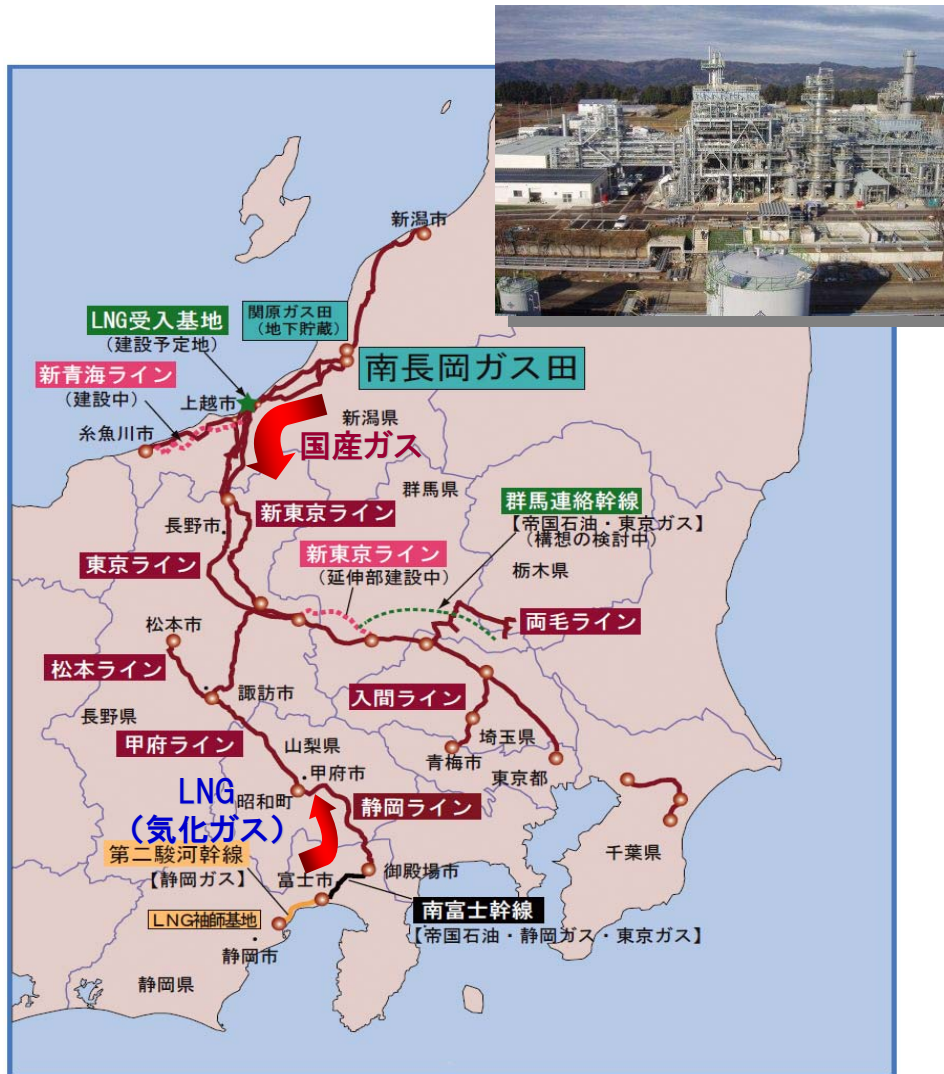 新潟市
関原ガス田
（地下貯蔵）
LNG受入基地
（建設予定地）
南長岡ガス田
新青海ライン
（建設中）
上越市
新潟県
糸魚川市
国産ガス
群馬県
群馬連絡幹線
【帝国石油・東京ガス】
（構想の検討中）
新東京ライン
長野市
新東京ライン
（延伸部建設中）
東京ライン
栃木県
両毛ライン
松本市
松本ライン
諏訪市
入間ライン
長野県
甲府ライン
山梨県
埼玉県
青梅市
東京都
甲府市
LNG
（気化ガス）
昭和町
静岡ライン
千葉県
第二駿河幹線
【静岡ガス】
富士市
御殿場市
LNG袖師基地
南富士幹線
【帝国石油・静岡ガス・東京ガス】
静岡市
静岡県